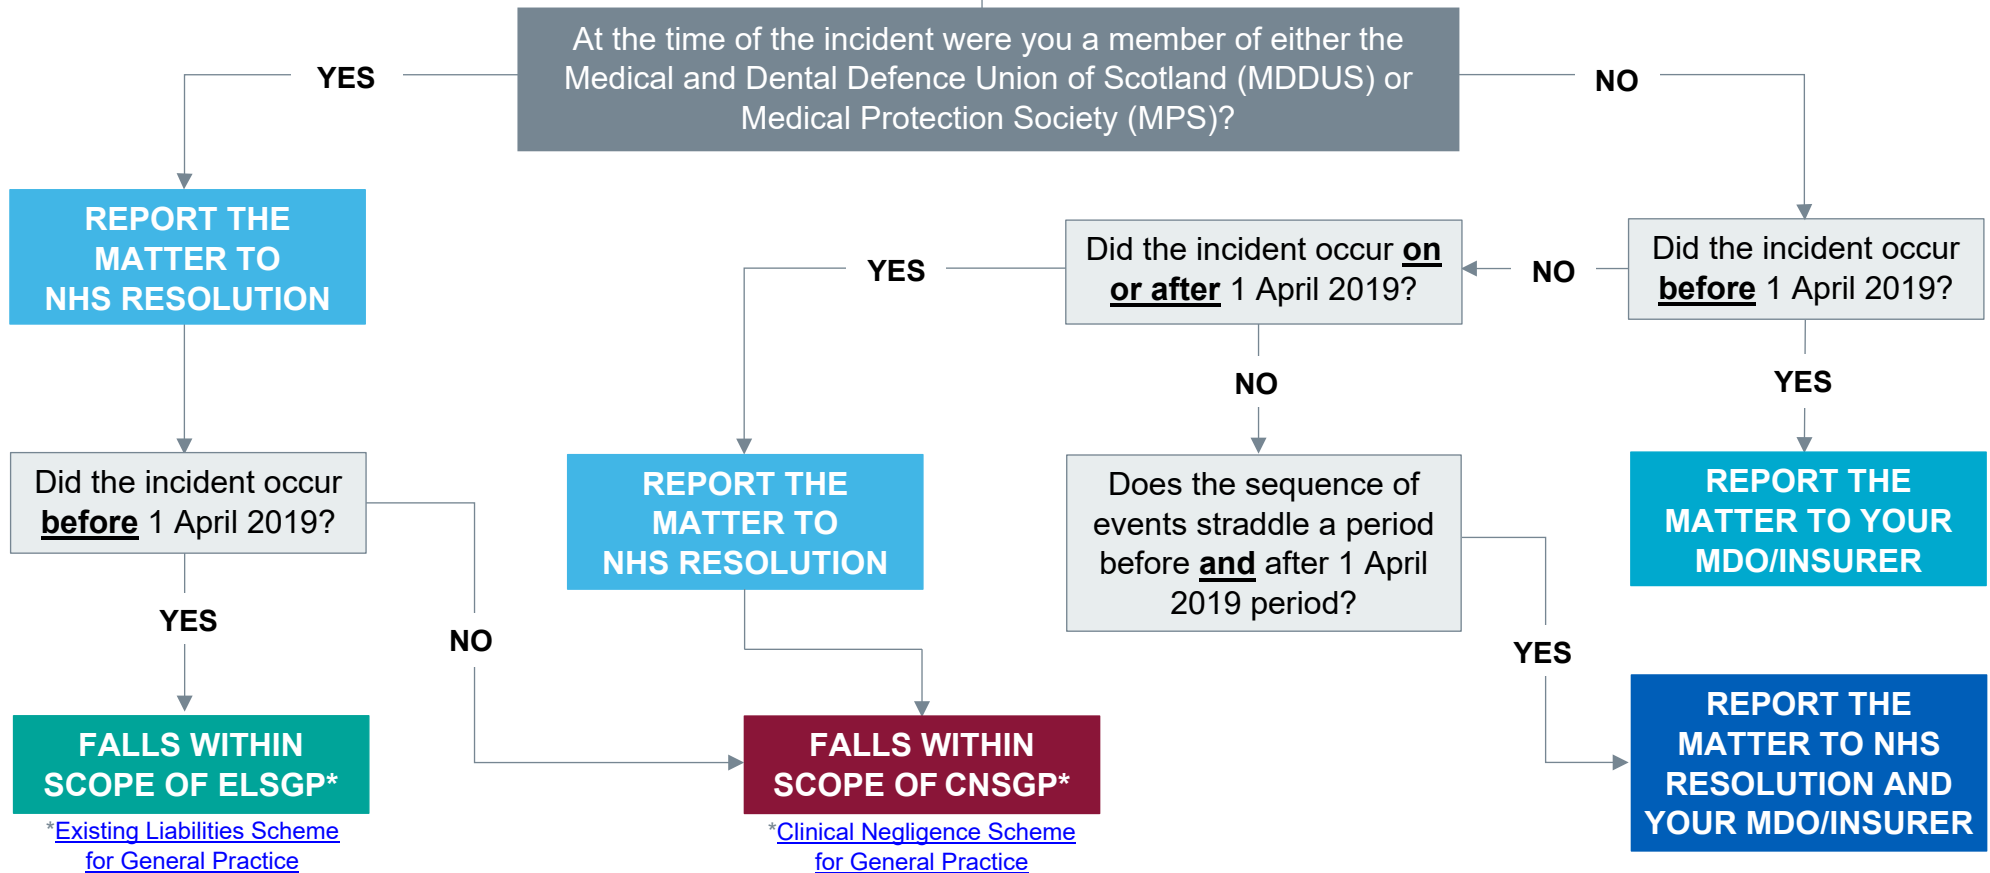 At the time of the incident were you a member of either the
Medical and Dental Defence Union of Scotland (MDDUS) or
Medical Protection Society (MPS)?
YES
NO
REPORT THE
MATTER TO
NHS RESOLUTION
Did the incident occur on
or after 1 April 2019?
Did the incident occur
before 1 April 2019?
YES
NO
NO
YES
Did the incident occur
before 1 April 2019?
REPORT THE
MATTER TO
NHS RESOLUTION
Does the sequence of
events straddle a period
before and after 1 April
2019 period?
REPORT THE
MATTER TO YOUR
MDO/INSURER
YES
NO
YES
FALLS WITHIN
SCOPE OF ELSGP*
*Existing Liabilities Scheme
for General Practice
FALLS WITHIN
SCOPE OF CNSGP*
*Clinical Negligence Scheme
for General Practice
REPORT THE
MATTER TO NHS
RESOLUTION AND
YOUR MDO/INSURER